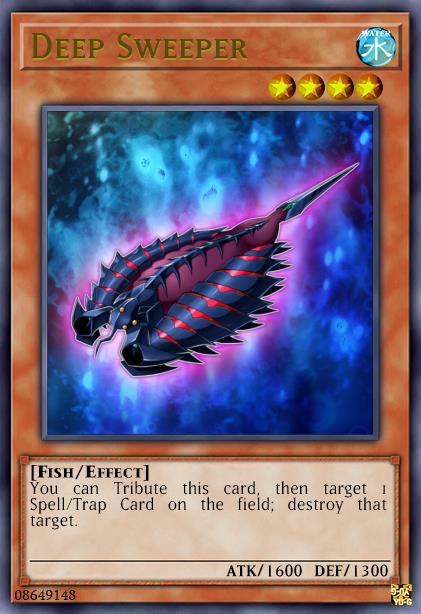 Deep Sweeper
WATER
水
[Fish/Effect]
You can Tribute this card, then target 1
Spell/Trap Card on the field; destroy that
target.
ATK/1600 DEF/1300
08649148